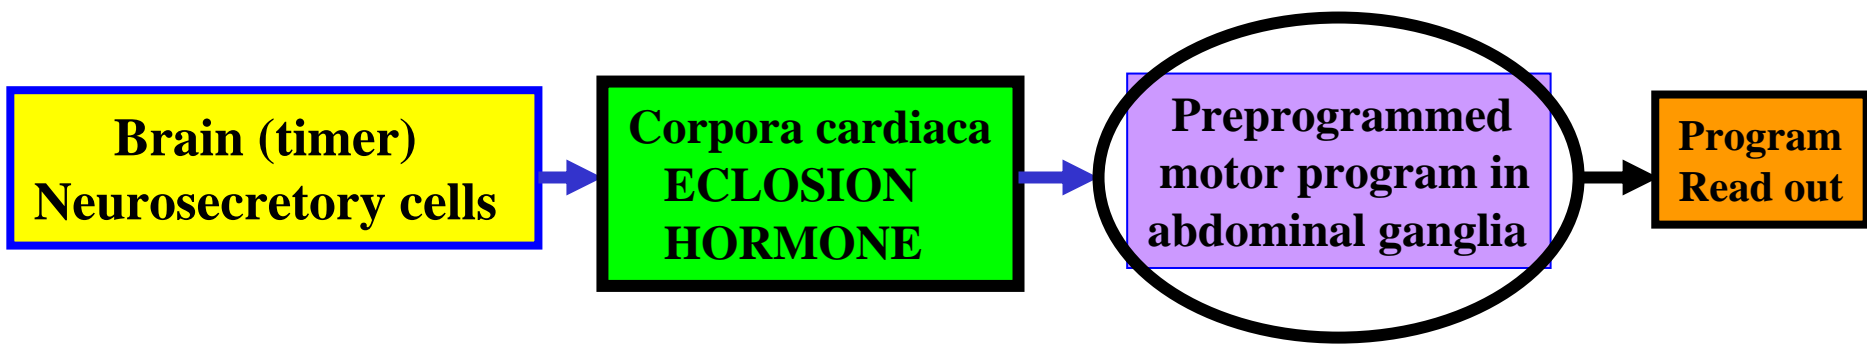 Brain (timer)
Neurosecretory cells
Corpora cardiaca
ECLOSION
HORMONE
Preprogrammed
motor program in
abdominal ganglia
Program
Read out